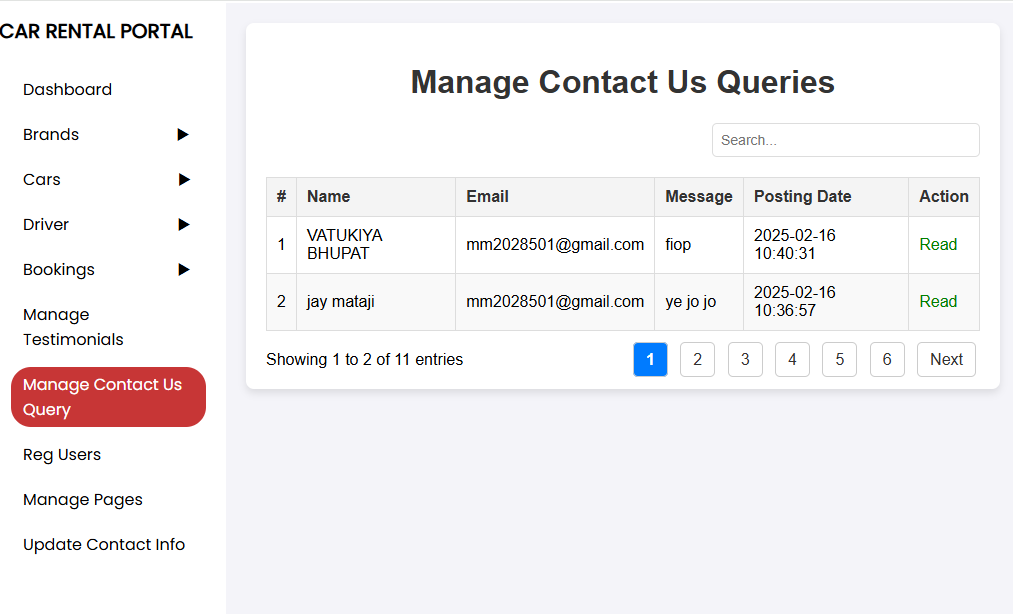 CAR RENTAL PORTAL
Dashboard
Brands
Cars
Driver
Bookings
Manage
Testimonials
Manage Contact Us
Query
Reg Users
Manage Pages
Update Contact Info
Manage Contact Us Queries
Search...
# Name Email Message Posting Date Action
1 VATUKIYA BHUPAT mm2028501@gmail.com fiop 2025-02-16 10:40:31 Read
2 jay mataji mm2028501@gmail.com ye jo jo 2025-02-16 10:36:57 Read
Showing 1 to 2 of 11 entries 1 2 3 4 5 6 Next